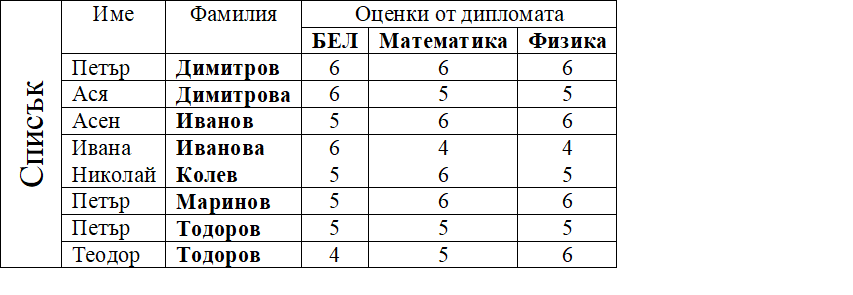 Списък
Име Фамилия Оценки от дипломата
БЕЛ Математика Физика
Петър Димитров 6 6 6
Ася Димитрова 6 5 5
Асен Иванов 5 6 6
Ивана Иванова 6 4 4
Николай Колев 5 6 5
Петър Маринов 5 6 6
Петър Тодоров 5 5 5
Теодор Тодоров 4 5 6